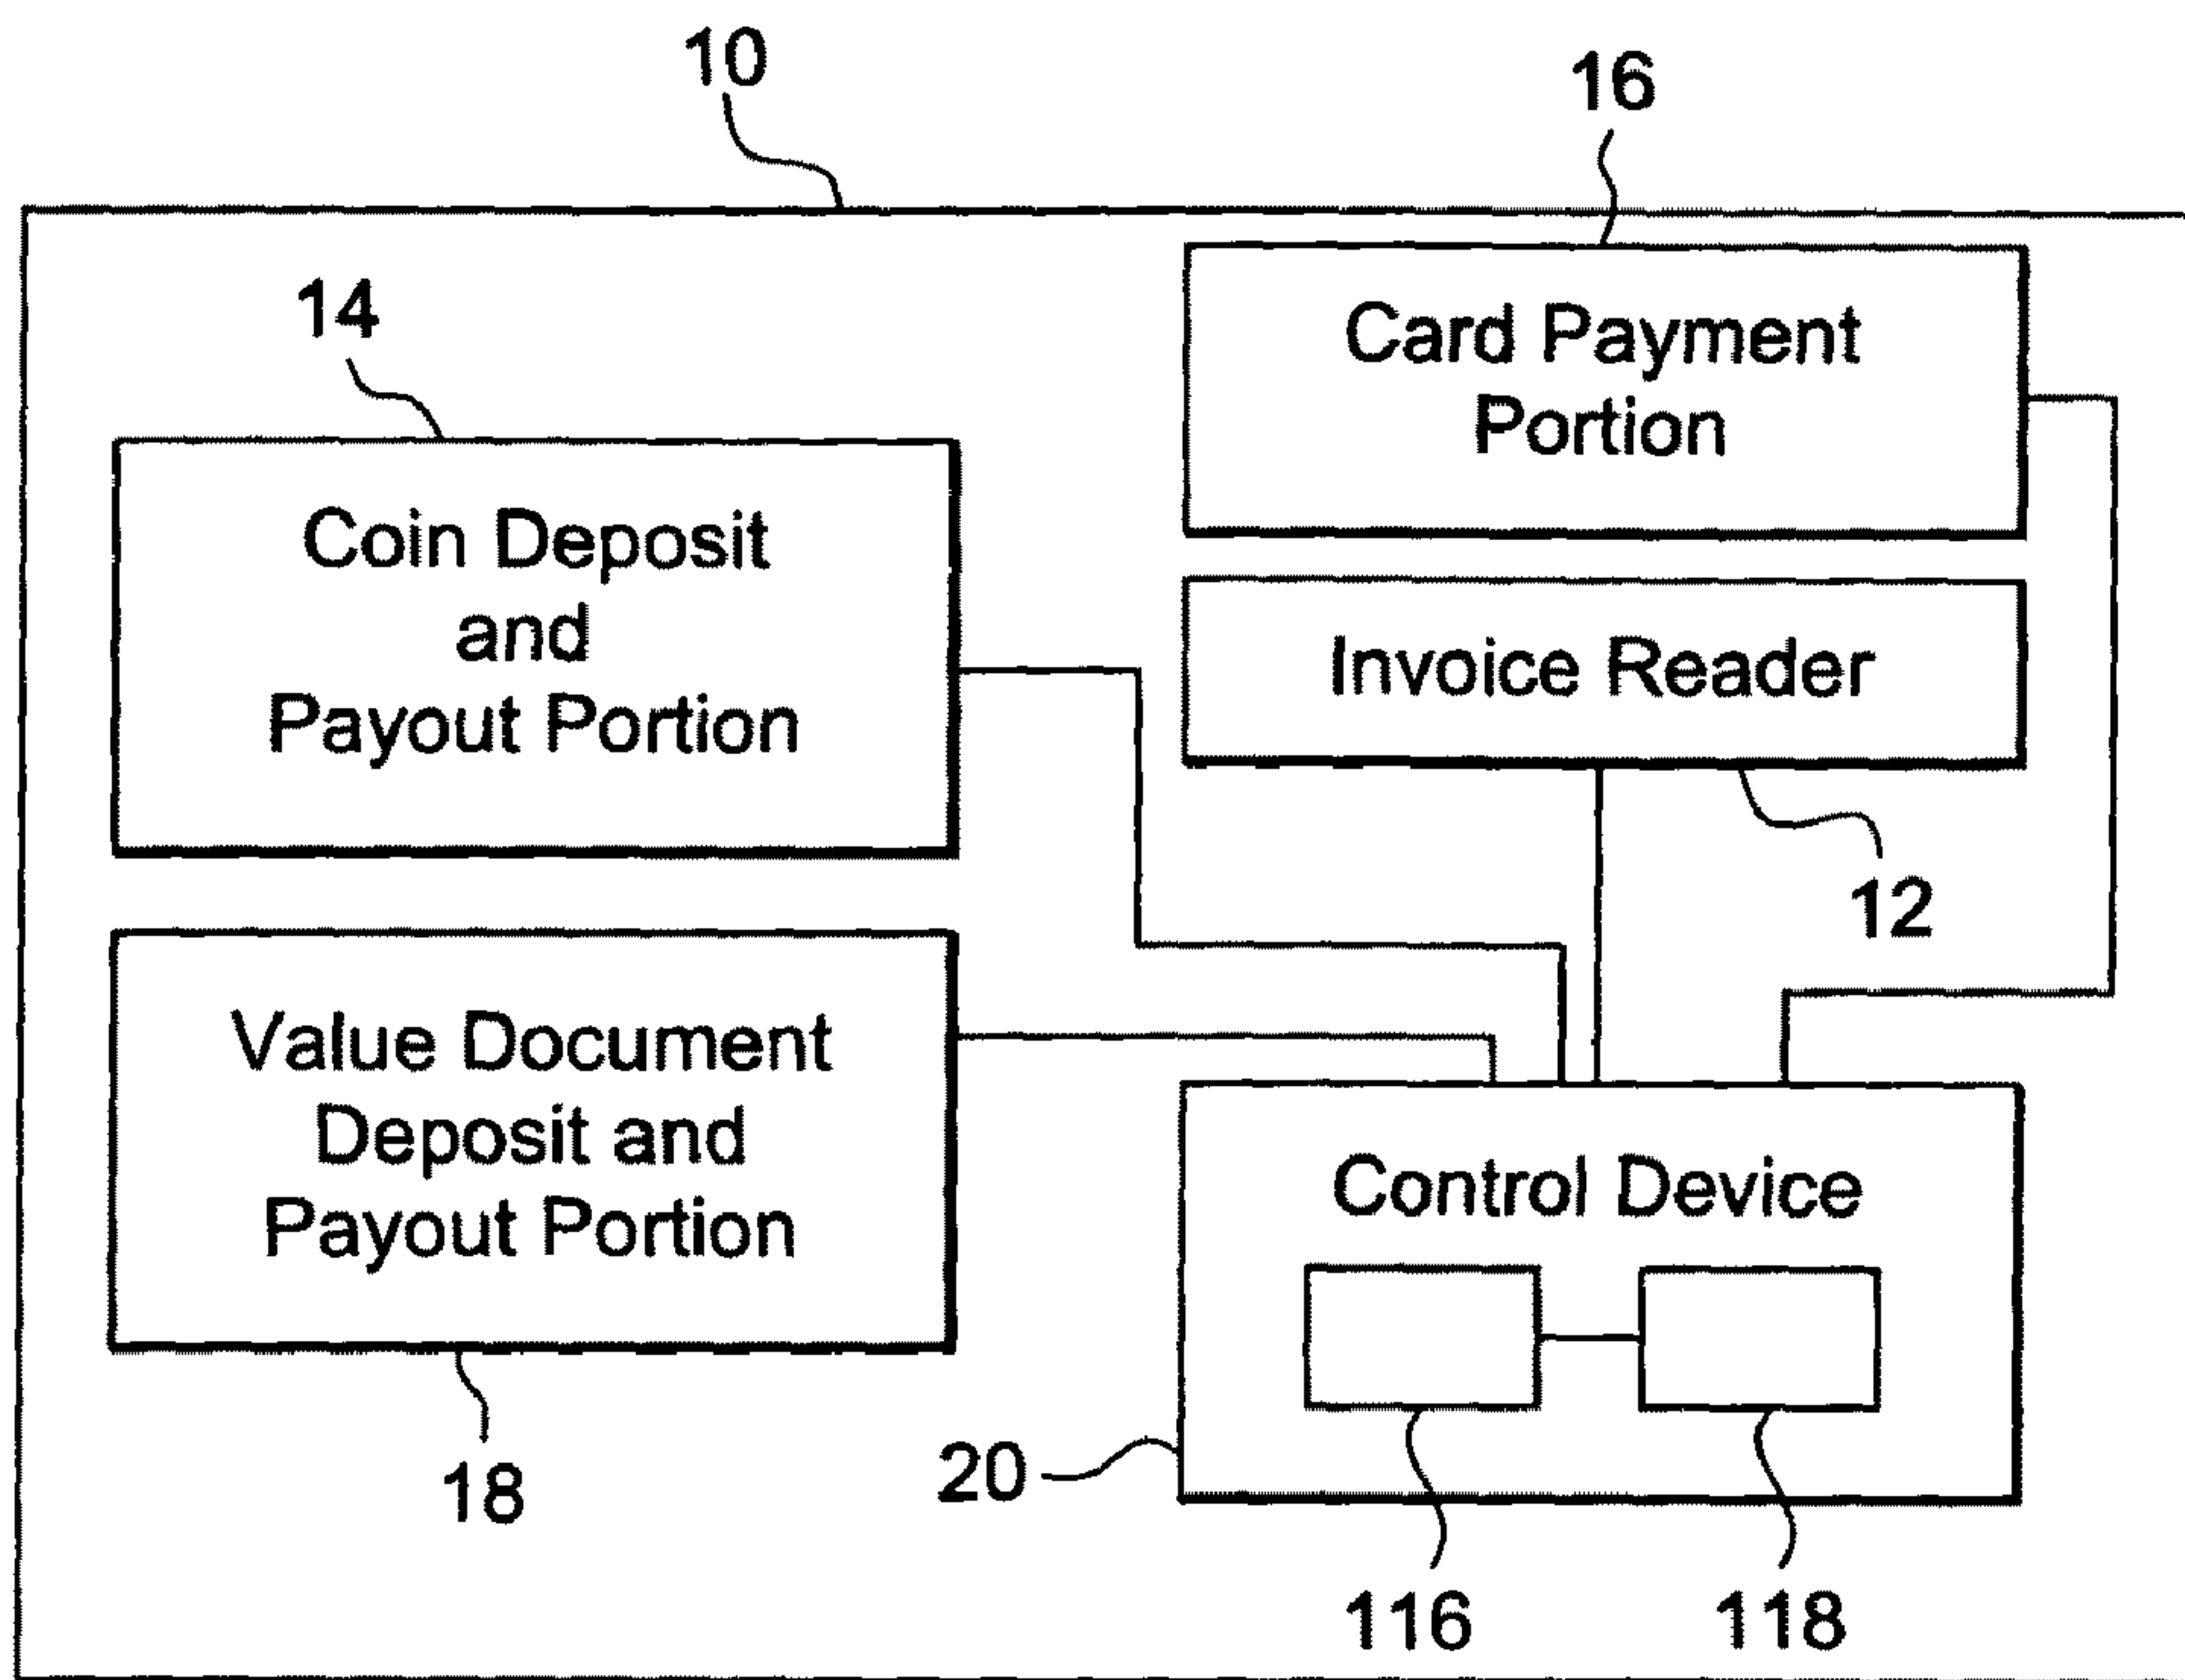 10
16
14
Card Payment
Portion
Coin Deposit
and
Payout Portion
Invoice Reader
12
Value Document
Deposit and
Payout Portion
Control Device
18
20
116
118